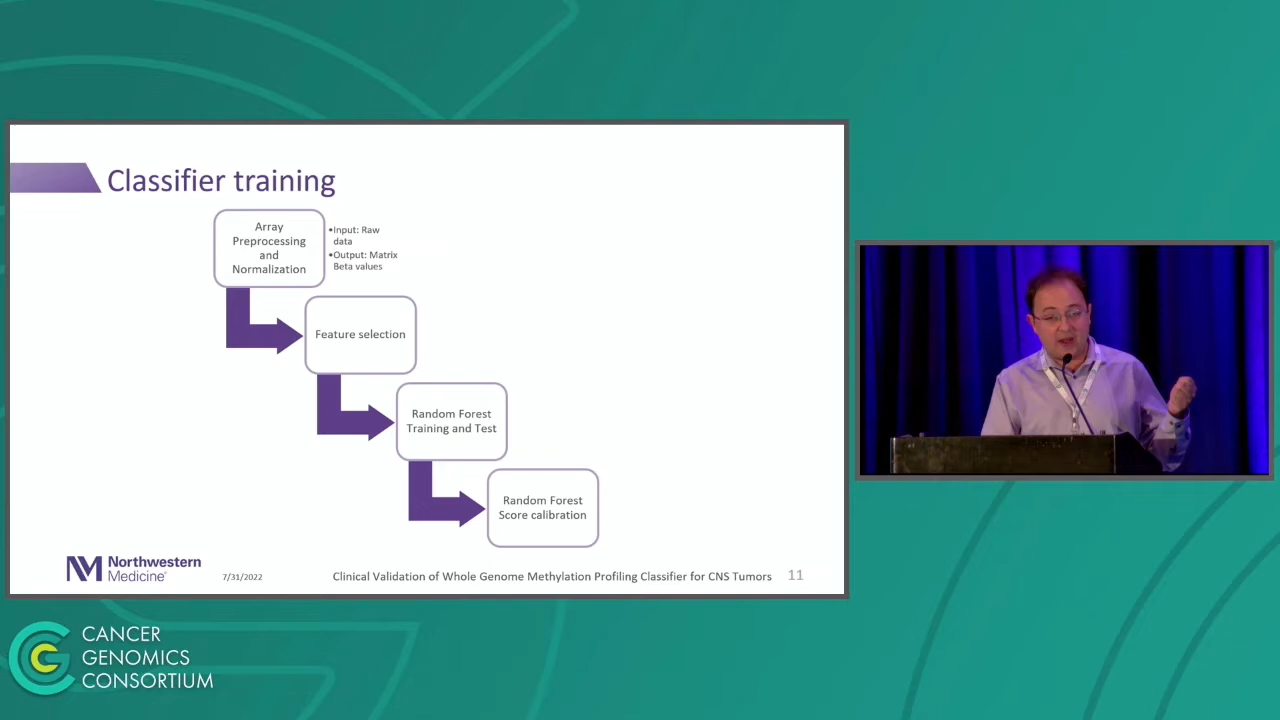 Classifier training
Array
Preprocessing
and
Normalization
•Input: Raw
data
•Output: Matrix
Beta values
Feature selection
Random Forest
Training and Test
Random Forest
Score calibration
NM Northwestern
Medicine®
7/31/2022
Clinical Validation of Whole Genome Methylation Profiling Classifier for CNS Tumors
11
CANCER
GENOMICS
CONSORTIUM